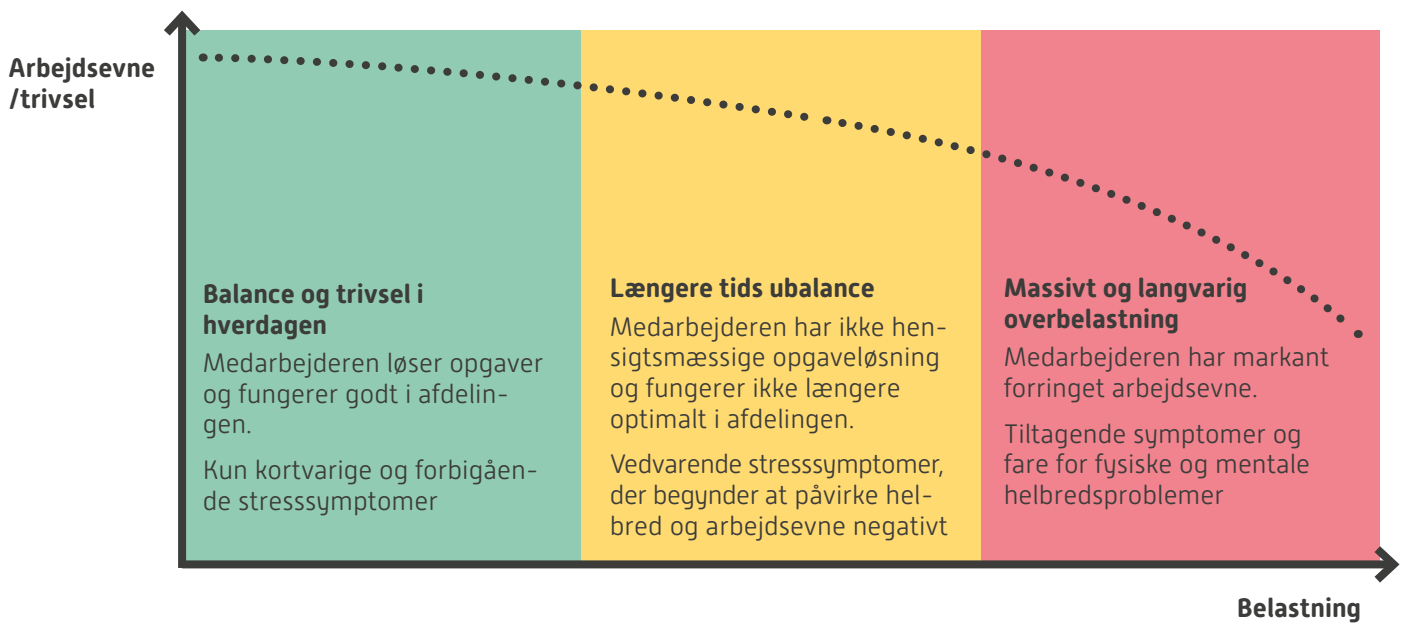 Arbejdsevne
/trivsel
Balance og trivsel i
hverdagen
Medarbejderen løser opgaver
og fungerer godt i afdelin-
gen.
Kun kortvarige og forbigåen-
de stresssymptomer
Længere tids ubalance
Medarbejderen har ikke hen-
sigtsmæssige opgaveløsning
og fungerer ikke længere
optimalt i afdelingen.
Vedvarende stresssymptomer,
der begynder at påvirke hel-
bred og arbejdsevne negativt
Massivt og langvarig
overbelastning
Medarbejderen har markant
forringet arbejdsevne.
Tiltagende symptomer og
fare for fysiske og mentale
helbredsproblemer
Belastning